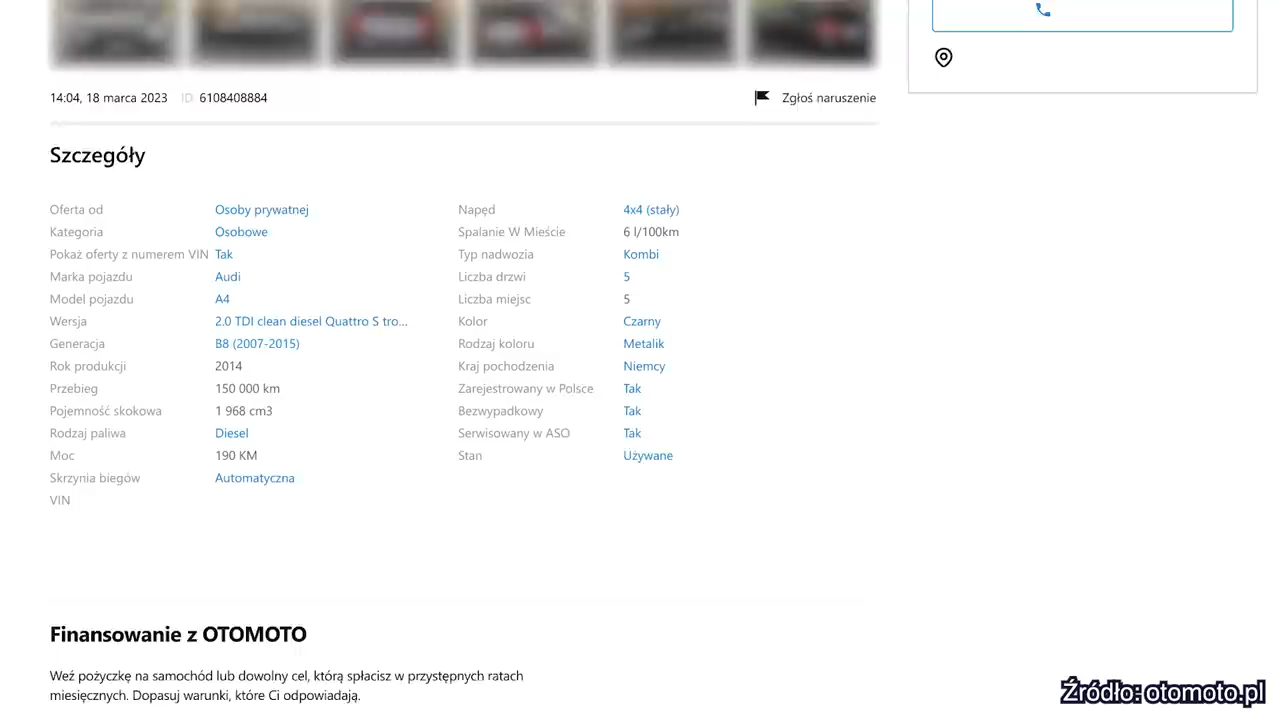 14:04, 18 marca 2023 ID 6108408884
Zgłoś naruszenie
Szczegóły
Oferta od Osoby prywatnej
Kategoria Osobowe
Pokaż oferty z numerem VIN Tak
Marka pojazdu Audi
Model pojazdu A4
Wersja 2.0 TDI clean diesel Quattro S tro...
Generacja B8 (2007-2015)
Rok produkcji 2014
Przebieg 150 000 km
Pojemność skokowa 1 968 cm3
Rodzaj paliwa Diesel
Moc 190 KM
Skrzynia biegów Automatyczna
VIN
Napęd 4x4 (stały)
Spalanie W Mieście 6 l/100km
Typ nadwozia Kombi
Liczba drzwi 5
Liczba miejsc 5
Kolor Czarny
Rodzaj koloru Metalik
Kraj pochodzenia Niemcy
Zarejestrowany w Polsce Tak
Bezwypadkowy Tak
Serwisowany w ASO Tak
Stan Używane
Finansowanie z OTOMOTO
Weź pożyczkę na samochód lub dowolny cel, którą spłacisz w przystępnych ratach
miesięcznych. Dopasuj warunki, które Ci odpowiadają.
Źródło: otomoto.pl